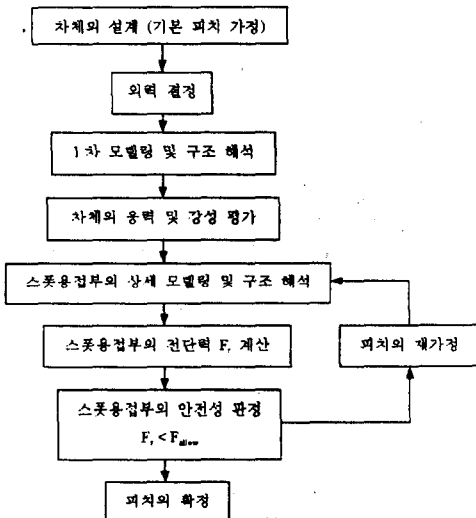 차체의 설계 (기본 피치 가정)
외력 결정
1차 모델링 및 구조 해석
차체의 응력 및 강성 평가
스폿용접부의 상세 모델링 및 구조 해석
스폿용접부의 전단력 Fₛ 계산
피치의 재가정
스폿용접부의 안전성 판정
Fₛ < Fallow
피치의 확정